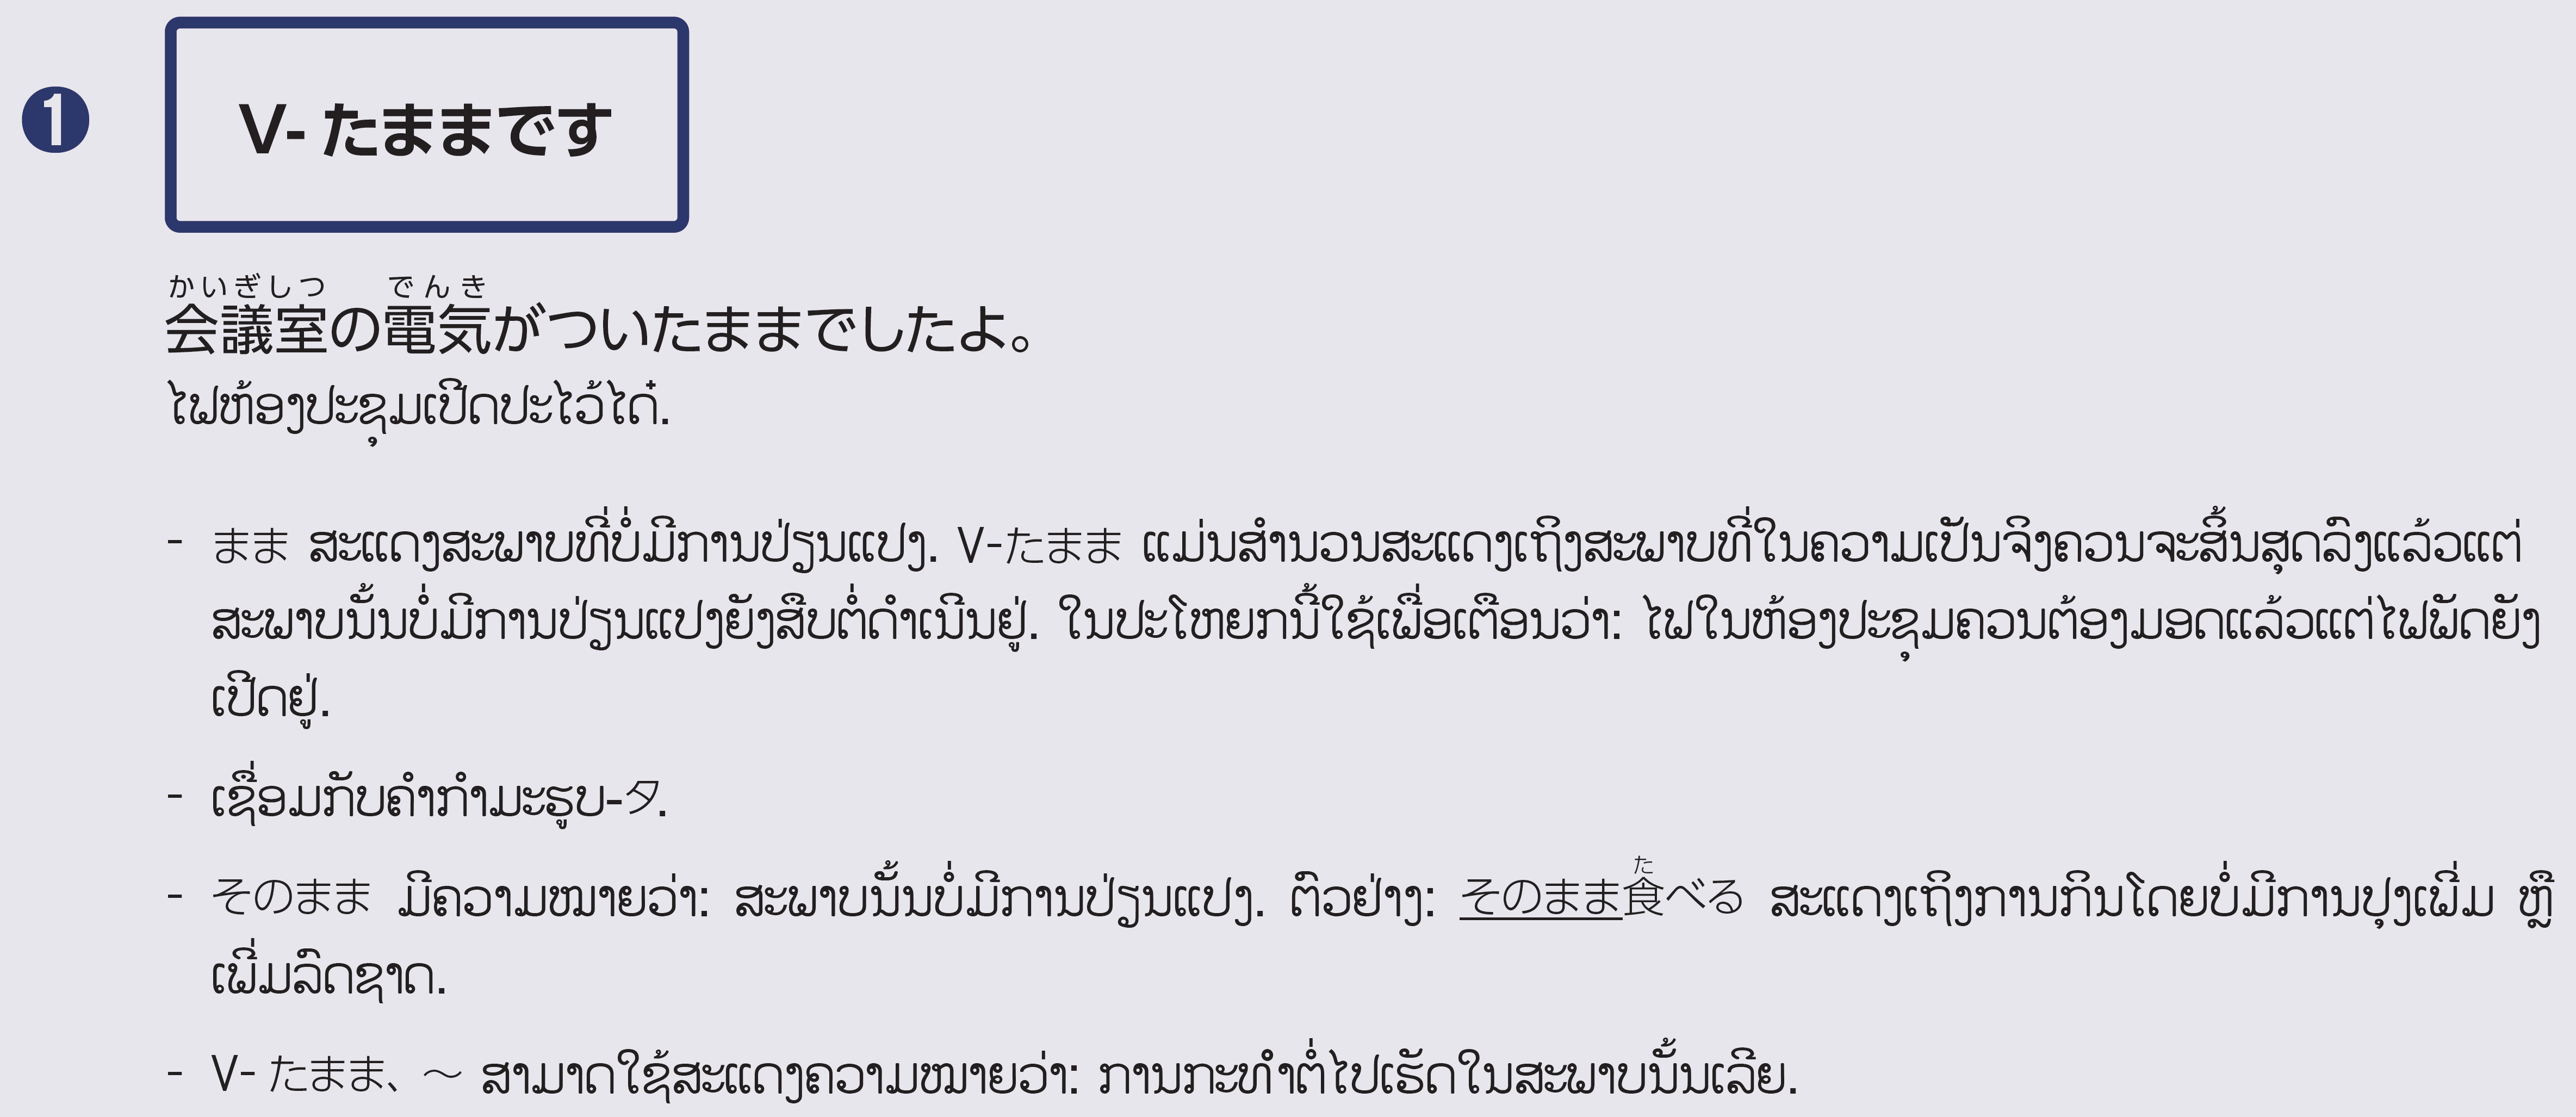 ❶ V- たままです
かいぎしつ でんき
会議室の電気がついたままでしたよ。
ໄຟຫ້ອງປະຊຸມເປີດປະໄວ້ໄດ໋.
- まま ສະແດງສະພາບທີ່ບໍ່ມີການປ່ຽນແປງ. V-たまま ແມ່ນສຳນວນສະແດງເຖິງສະພາບທີ່ໃນຄວາມເປັນຈິງຄວນຈະສິ້ນສຸດລົງແລ້ວແຕ່
ສະພາບນັ້ນບໍ່ມີການປ່ຽນແປງຍັງສືບຕໍ່ດຳເນີນຢູ່. ໃນປະໂຫຍກນີ້ໃຊ້ເພື່ອເຕືອນວ່າ: ໄຟໃນຫ້ອງປະຊຸມຄວນຕ້ອງມອດແລ້ວແຕ່ໄຟພັດຍັງ
ເປີດຢູ່.
- ເຊື່ອມກັບຄຳກຳມະຮູບ-タ.
た
- そのまま ມີຄວາມໝາຍວ່າ: ສະພາບນັ້ນບໍ່ມີການປ່ຽນແປງ. ຕົວຢ່າງ: そのまま食べる ສະແດງເຖິງການກິນໂດຍບໍ່ມີການປຸງເພີ່ມ ຫຼື
ເພີ່ມລົດຊາດ.
- V- たまま、～ ສາມາດໃຊ້ສະແດງຄວາມໝາຍວ່າ: ການກະທຳຕໍ່ໄປເຮັດໃນສະພາບນັ້ນເລີຍ.